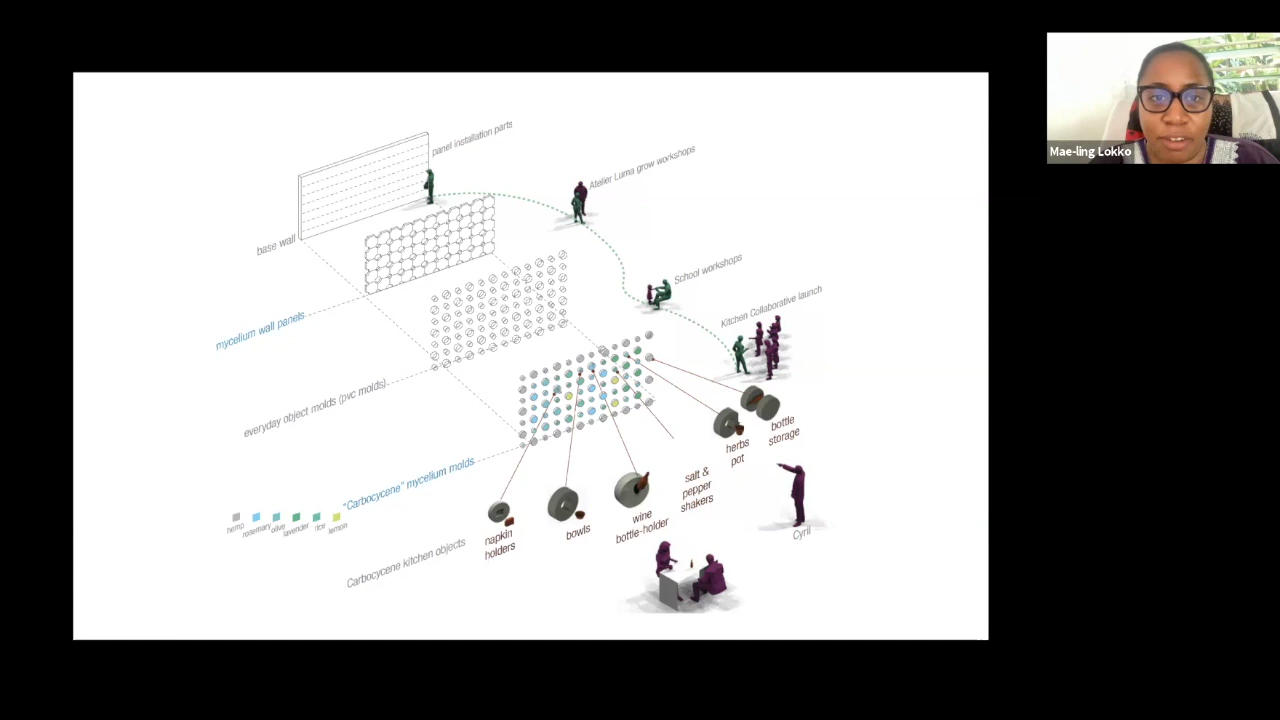 panel installation parts
Atelier Luma grow workshops
base wall
School workshops
Kitchen Collaborative launch
mycelium wall panels
everyday object molds (pvc molds)
"Carbocycene" mycelium molds
hemp
rosemary
olive
lavender
rice
lemon
Carbocycene kitchen objects
napkin
holders
bowls
wine
bottle-holder
salt &
pepper
shakers
herbs
pot
bottle
storage
Cyril
Mae-ling Lokko